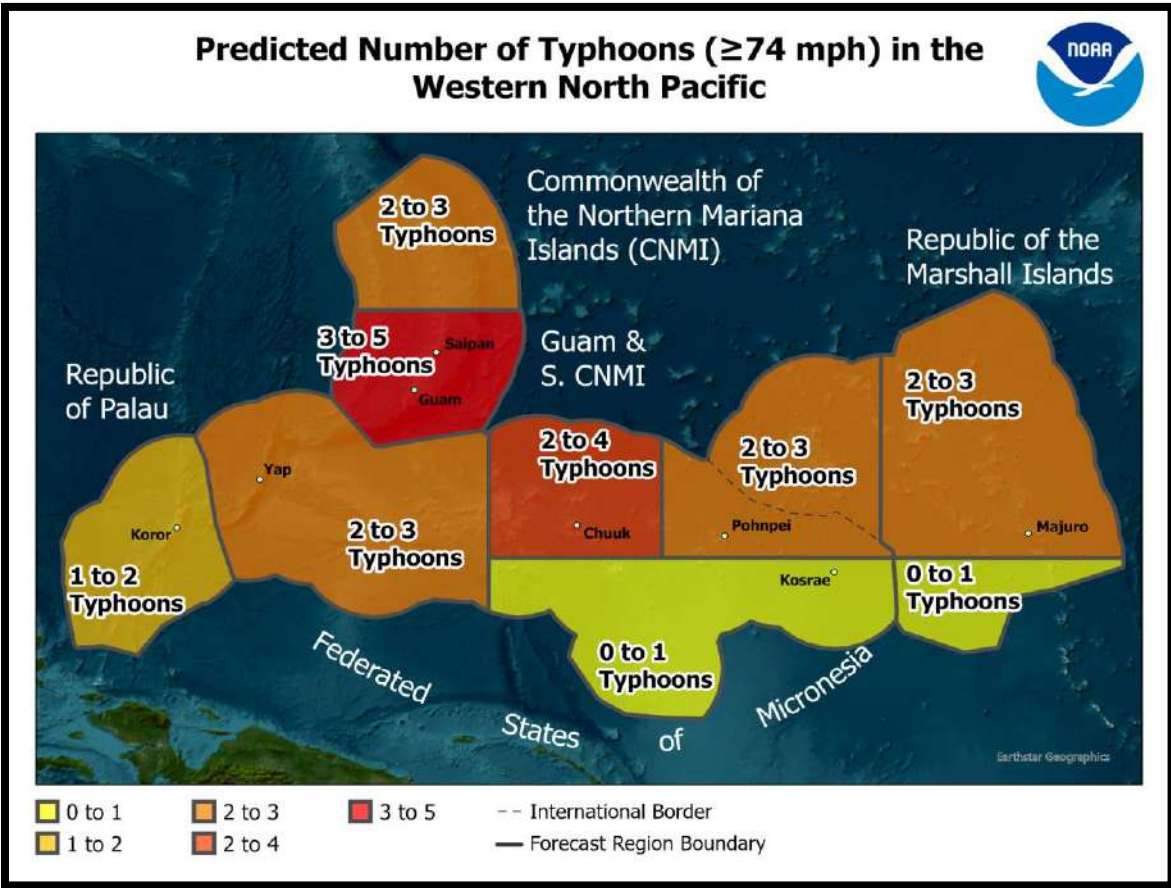 Predicted Number of Typhoons (≥74 mph) in the
Western North Pacific
NOAA
2 to 3
Typhoons
Commonwealth of
the Northern Mariana
Islands (CNMI)
Republic of the
Marshall Islands
3 to 5
Typhoons
Saipan
Guam
Guam &
S. CNMI
Republic
of Palau
2 to 3
Typhoons
2 to 4
Typhoons
2 to 3
Typhoons
Yap
Koror
2 to 3
Typhoons
Chuuk
Pohnpei
Majuro
1 to 2
Typhoons
Kosrae
0 to 1
Typhoons
0 to 1
Typhoons
Federated
States
of
Micronesia
Earthstar Geographics
0 to 1
2 to 3
3 to 5
International Border
1 to 2
2 to 4
Forecast Region Boundary